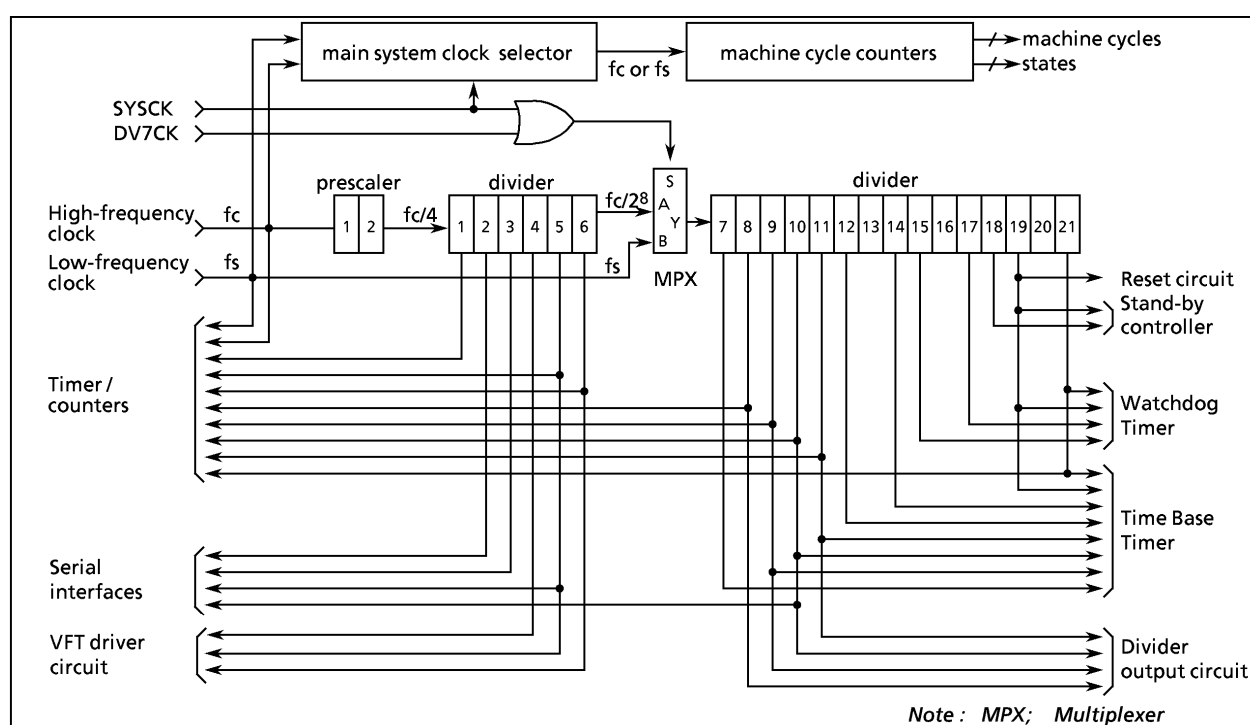 main system clock selector
fc or fs
machine cycle counters
machine cycles
states
SYSCK
DV7CK
prescaler
divider
divider
High-frequency
clock
fc
1 2
fc/4
1 2 3 4 5 6
fc/2^8
S
A
Y
B
MPX
7 8 9 10 11 12 13 14 15 16 17 18 19 20 21
Low-frequency
clock
fs
fs
Reset circuit
Stand-by
controller
Timer /
counters
Watchdog
Timer
Time Base
Timer
Serial
interfaces
VFT driver
circuit
Divider
output circuit
Note : MPX; Multiplexer